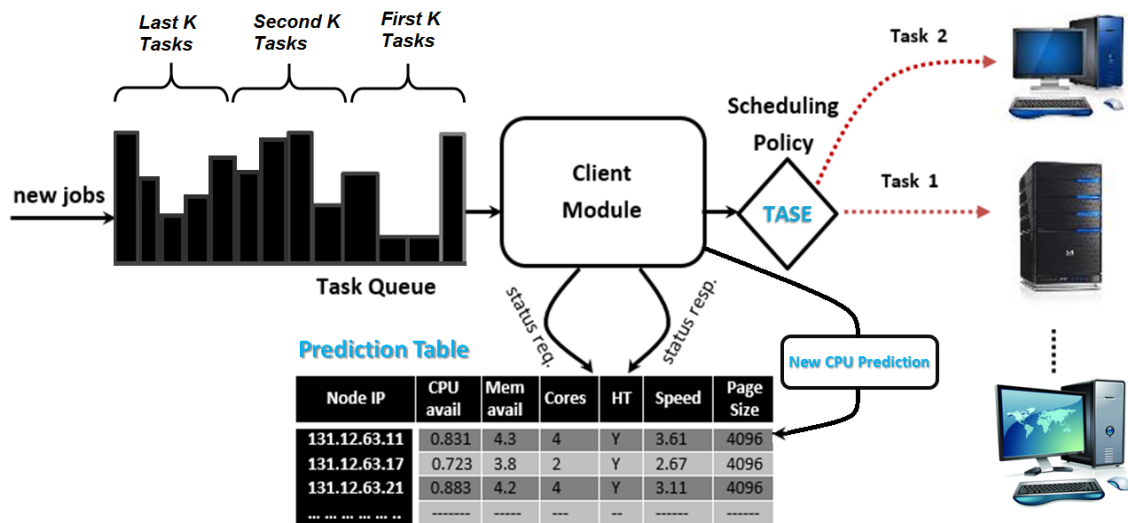 Last K
Tasks
Second K
Tasks
First K
Tasks
new jobs
Task Queue
Client
Module
Scheduling
Policy
TASE
Task 2
Task 1
status req.
status resp.
New CPU Prediction
Prediction Table
Node IP CPU avail Mem avail Cores HT Speed Page Size
131.12.63.11 0.831 4.3 4 Y 3.61 4096
131.12.63.17 0.723 3.8 2 Y 2.67 4096
131.12.63.21 0.883 4.2 4 Y 3.11 4096
... ... ... ... ... .. ------- ----- --- -- ------ ------